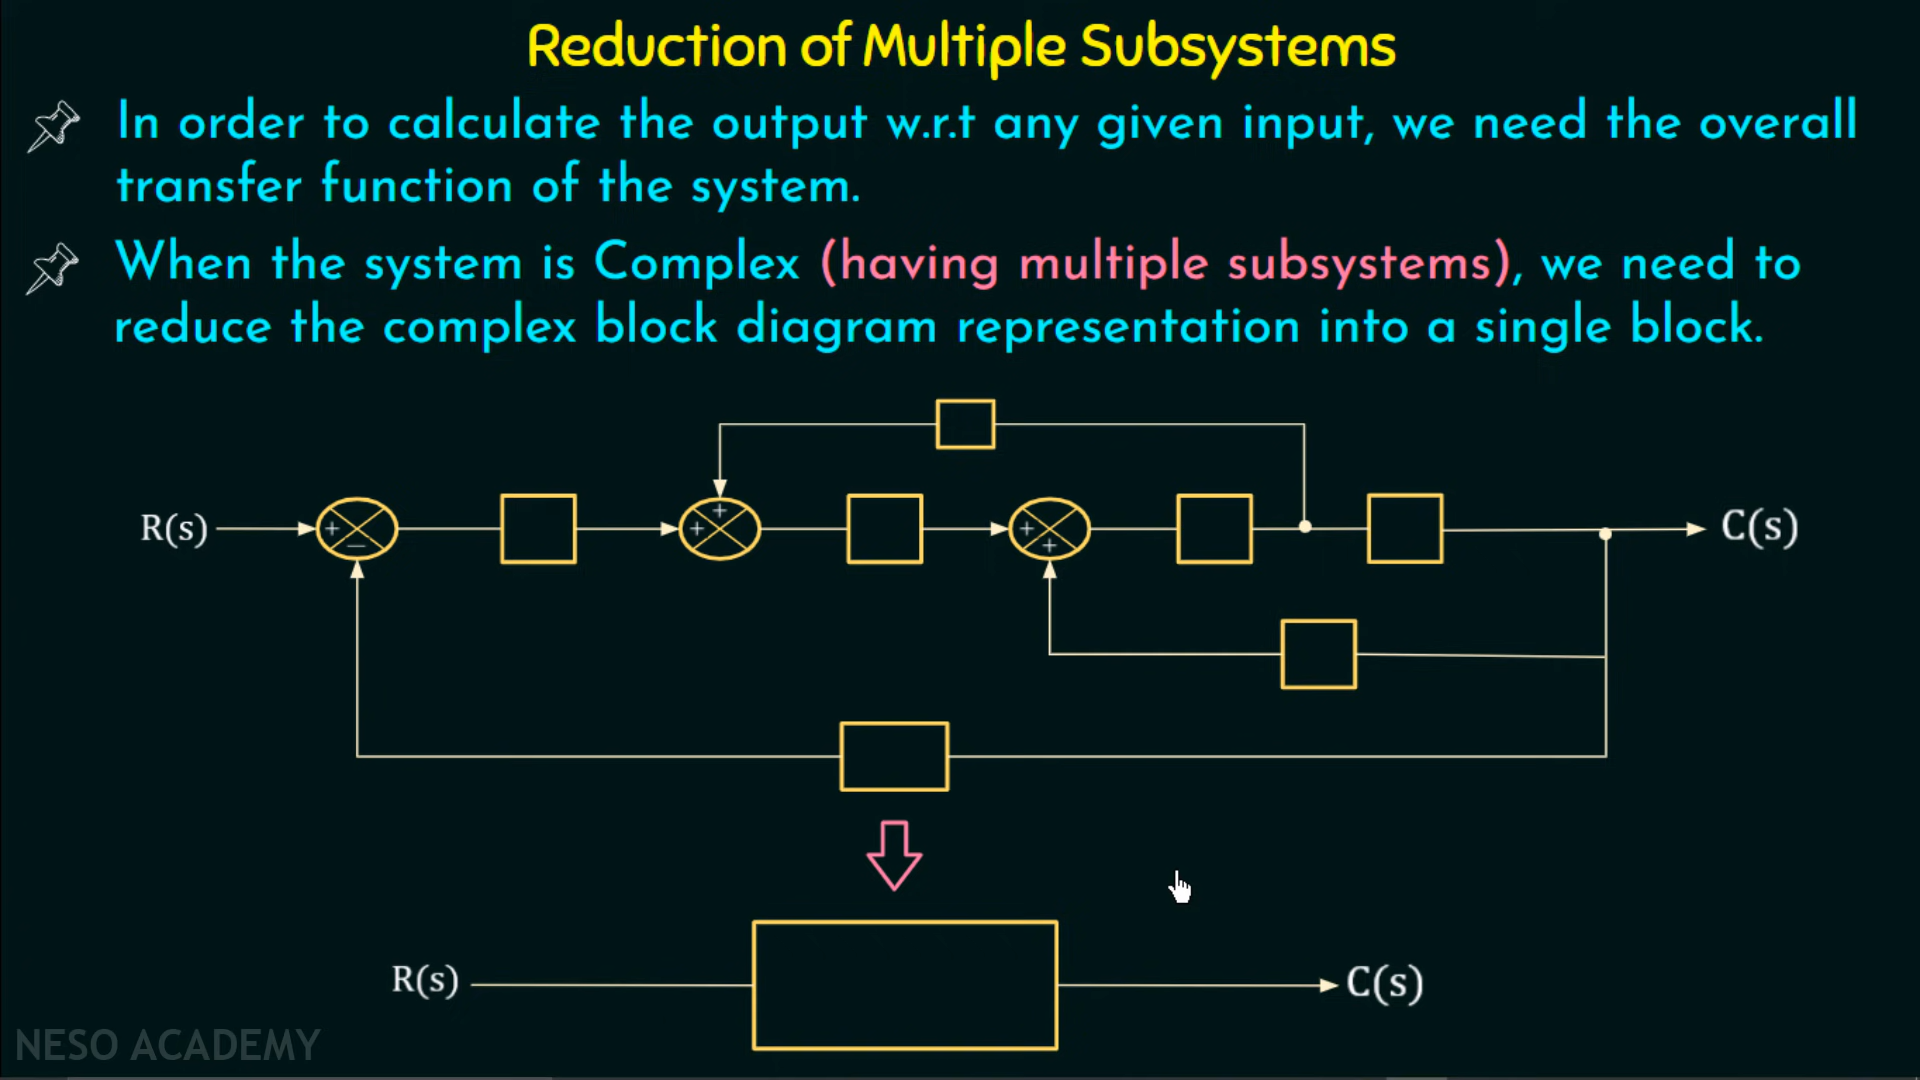 Reduction of Multiple Subsystems
In order to calculate the output w.r.t any given input, we need the overall
transfer function of the system.
When the system is Complex (having multiple subsystems), we need to
reduce the complex block diagram representation into a single block.
+
R(s) + + + C(s)
− +
R(s) C(s)
NESO ACADEMY